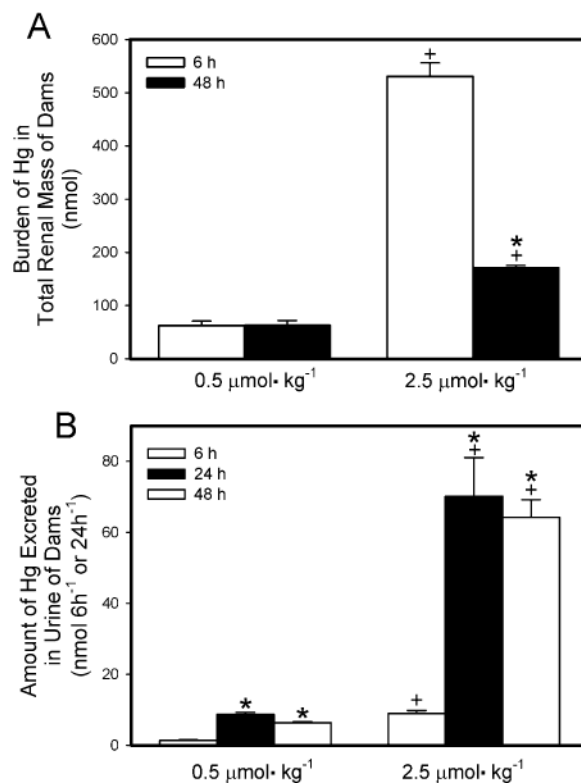 A
600
500
400
300
200
100
0
Burden of Hg in
Total Renal Mass of Dams
(nmol)
6 h
48 h
+
*
+
0.5 μmol· kg⁻¹
2.5 μmol· kg⁻¹
B
80
60
40
20
0
Amount of Hg Excreted
in Urine of Dams
(nmol 6h⁻¹ or 24h⁻¹)
6 h
24 h
48 h
*
*
+
*
+
*
+
0.5 μmol· kg⁻¹
2.5 μmol· kg⁻¹